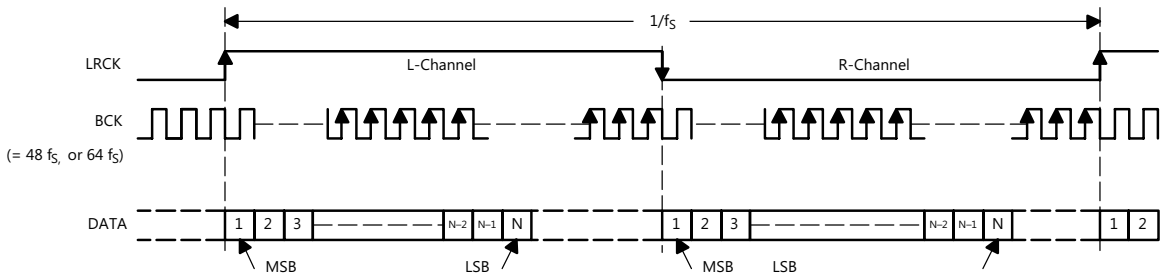 1/fS
LRCK
L-Channel
R-Channel
BCK
(= 48 fS, or 64 fS)
DATA
1 2 3 N–2 N–1 N 1 2 3 N–2 N–1 N 1 2
MSB LSB MSB LSB